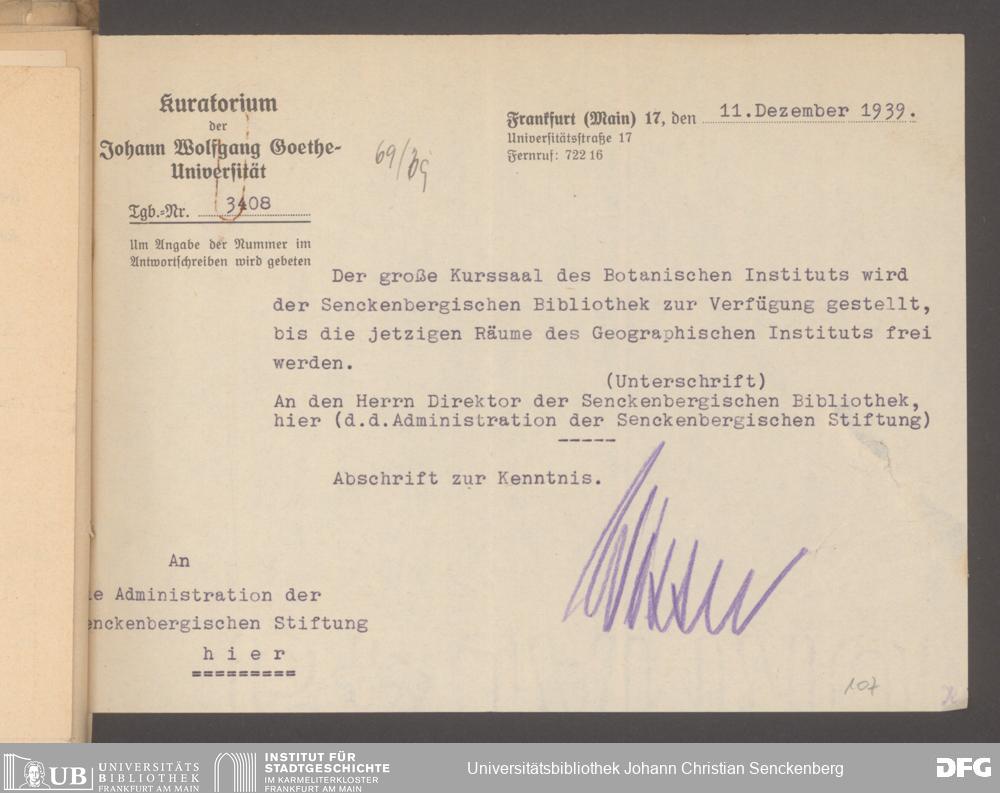 Kuratorium
der
Johann Wolfgang Goethe-
Universität
Tgb.-Nr. 3408
Um Angabe der Nummer im
Antwortschreiben wird gebeten
69/
Frankfurt (Main) 17, den 11.Dezember 1939.
Universitätsstraße 17
Fernruf: 722 16
Der große Kurssaal des Botanischen Instituts wird
der Senckenbergischen Bibliothek zur Verfügung gestellt,
bis die jetzigen Räume des Geographischen Instituts frei
werden.
(Unterschrift)
An den Herrn Direktor der Senckenbergischen Bibliothek,
hier (d.d.Administration der Senckenbergischen Stiftung)
-----
Abschrift zur Kenntnis.
An
ie Administration der
enckenbergischen Stiftung
h i e r
=========
107
UB UNIVERSITÄTS
BIBLIOTHEK
FRANKFURT AM MAIN
INSTITUT FÜR
STADTGESCHICHTE
IM KARMELITERKLOSTER
FRANKFURT AM MAIN
Universitätsbibliothek Johann Christian Senckenberg
DFG